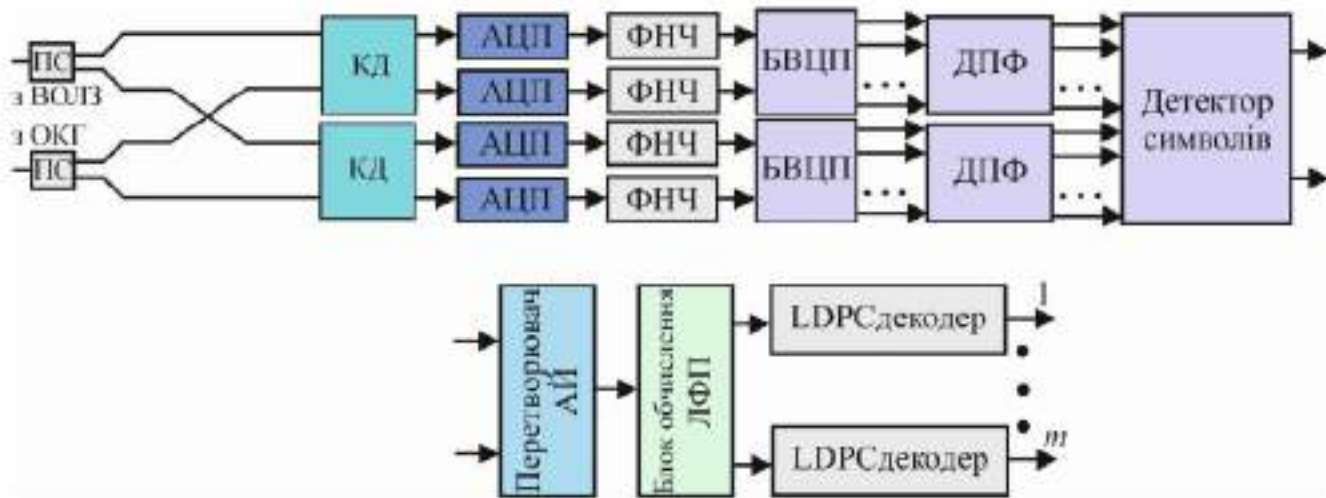 ПС
з ВОЛЗ
з ОКГ
ПС
КД
КД
АЦП
АЦП
АЦП
АЦП
ФНЧ
ФНЧ
ФНЧ
ФНЧ
БВЦП
БВЦП
...
...
ДПФ
ДПФ
...
...
Детектор
символів
Перетворювач
АЙ
Блок обчислення
ЛФП
LDPCдекодер
LDPCдекодер
1
m